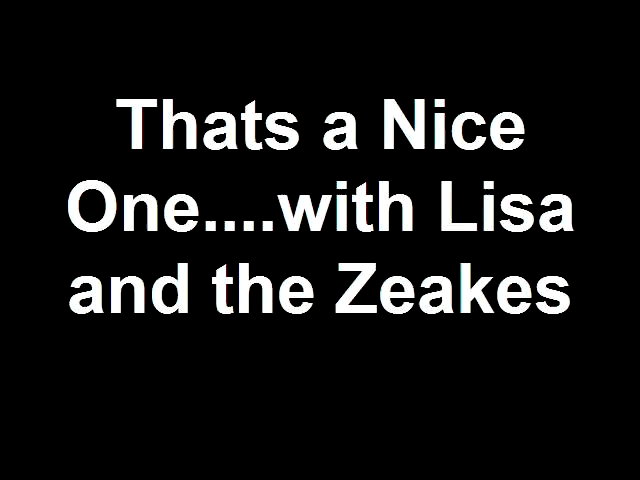 Thats a Nice
One....with Lisa
and the Zeakes